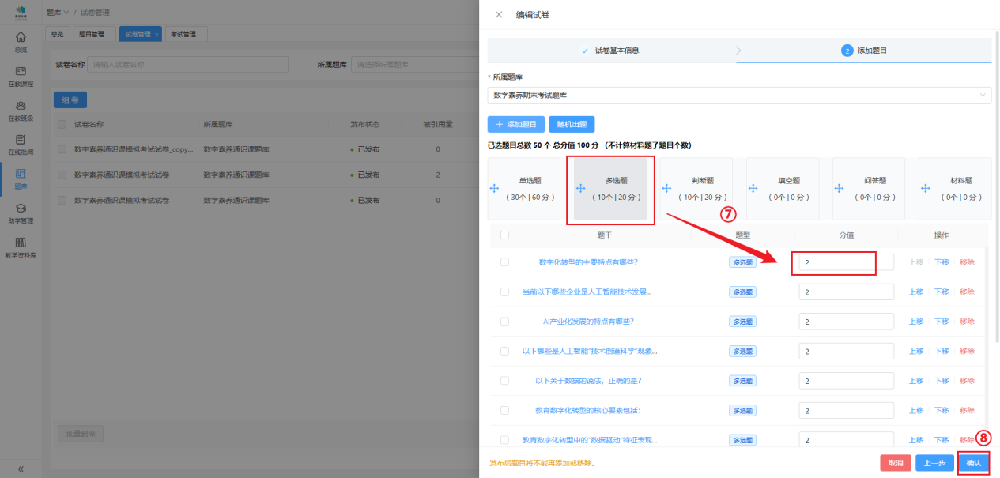 题库 / 试卷管理
总览
题目管理
试卷管理 ×
考试管理
总览
在教课程
在教班级
在线批阅
题库
助学管理
教学资料库
试卷名称 请输入试卷名称
所属题库 请选择所属题库
组 卷
试卷名称 所属题库 发布状态 被引用量
数字素养通识课模拟考试试卷_copy... 数字素养通识课题库 已发布 0
数字素养通识课模拟考试试卷 数字素养通识课题库 已发布 2
数字素养通识课模拟考试试卷 数字素养通识课题库 已发布 0
批量删除
编辑试卷
试卷基本信息
2 添加题目
* 所属题库
数字素养期末考试题库
＋ 添加题目
随机出题
已选题目总数 50 个 总分值 100 分 （不计算材料题子题目个数）
单选题
（ 30个 | 60 分 ）
多选题
（ 10个 | 20 分 ）
判断题
（ 10个 | 20 分 ）
填空题
（ 0个 | 0 分 ）
问答题
（ 0个 | 0 分 ）
材料题
（ 0个 | 0 分 ）
⑦
题干 题型 分值 操作
数字化转型的主要特点有哪些? 多选题 2 上移 下移 移除
当前以下哪些企业是人工智能技术发展... 多选题 2 上移 下移 移除
AI产业化发展的特点有哪些? 多选题 2 上移 下移 移除
以下哪些是人工智能"技术倒逼科学"现象... 多选题 2 上移 下移 移除
以下关于数据的说法，正确的是? 多选题 2 上移 下移 移除
教育数字化转型的核心要素包括: 多选题 2 上移 下移 移除
教育数字化转型中的"数据驱动"特征表现... 多选题 2 上移 下移 移除
⑧
发布后题目将不能再添加或移除。
取消
上一步
确认